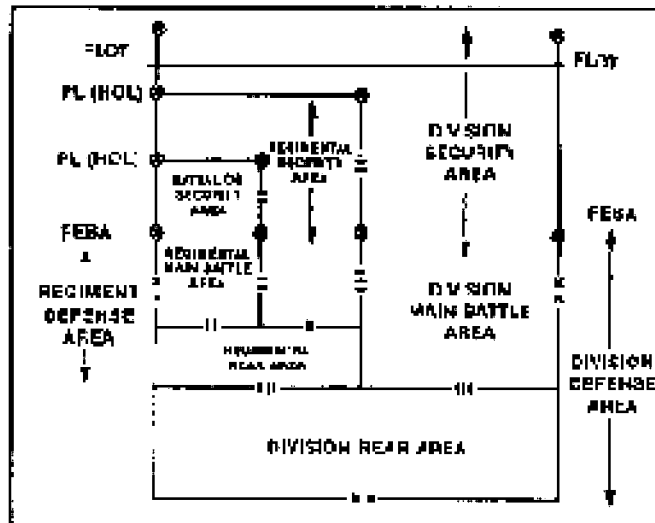 FLOT
FLOT
PL (HOL)
PL (HOL)
REGIMENTAL
SECURITY
AREA
DIVISION
SECURITY
AREA
BATTALION
SECURITY
AREA
FEBA
FEBA
REGIMENTAL
MAIN BATTLE
AREA
REGIMENT
DEFENSE
AREA
DIVISION
MAIN BATTLE
AREA
REGIMENTAL
REAR AREA
DIVISION
DEFENSE
AREA
DIVISION REAR AREA